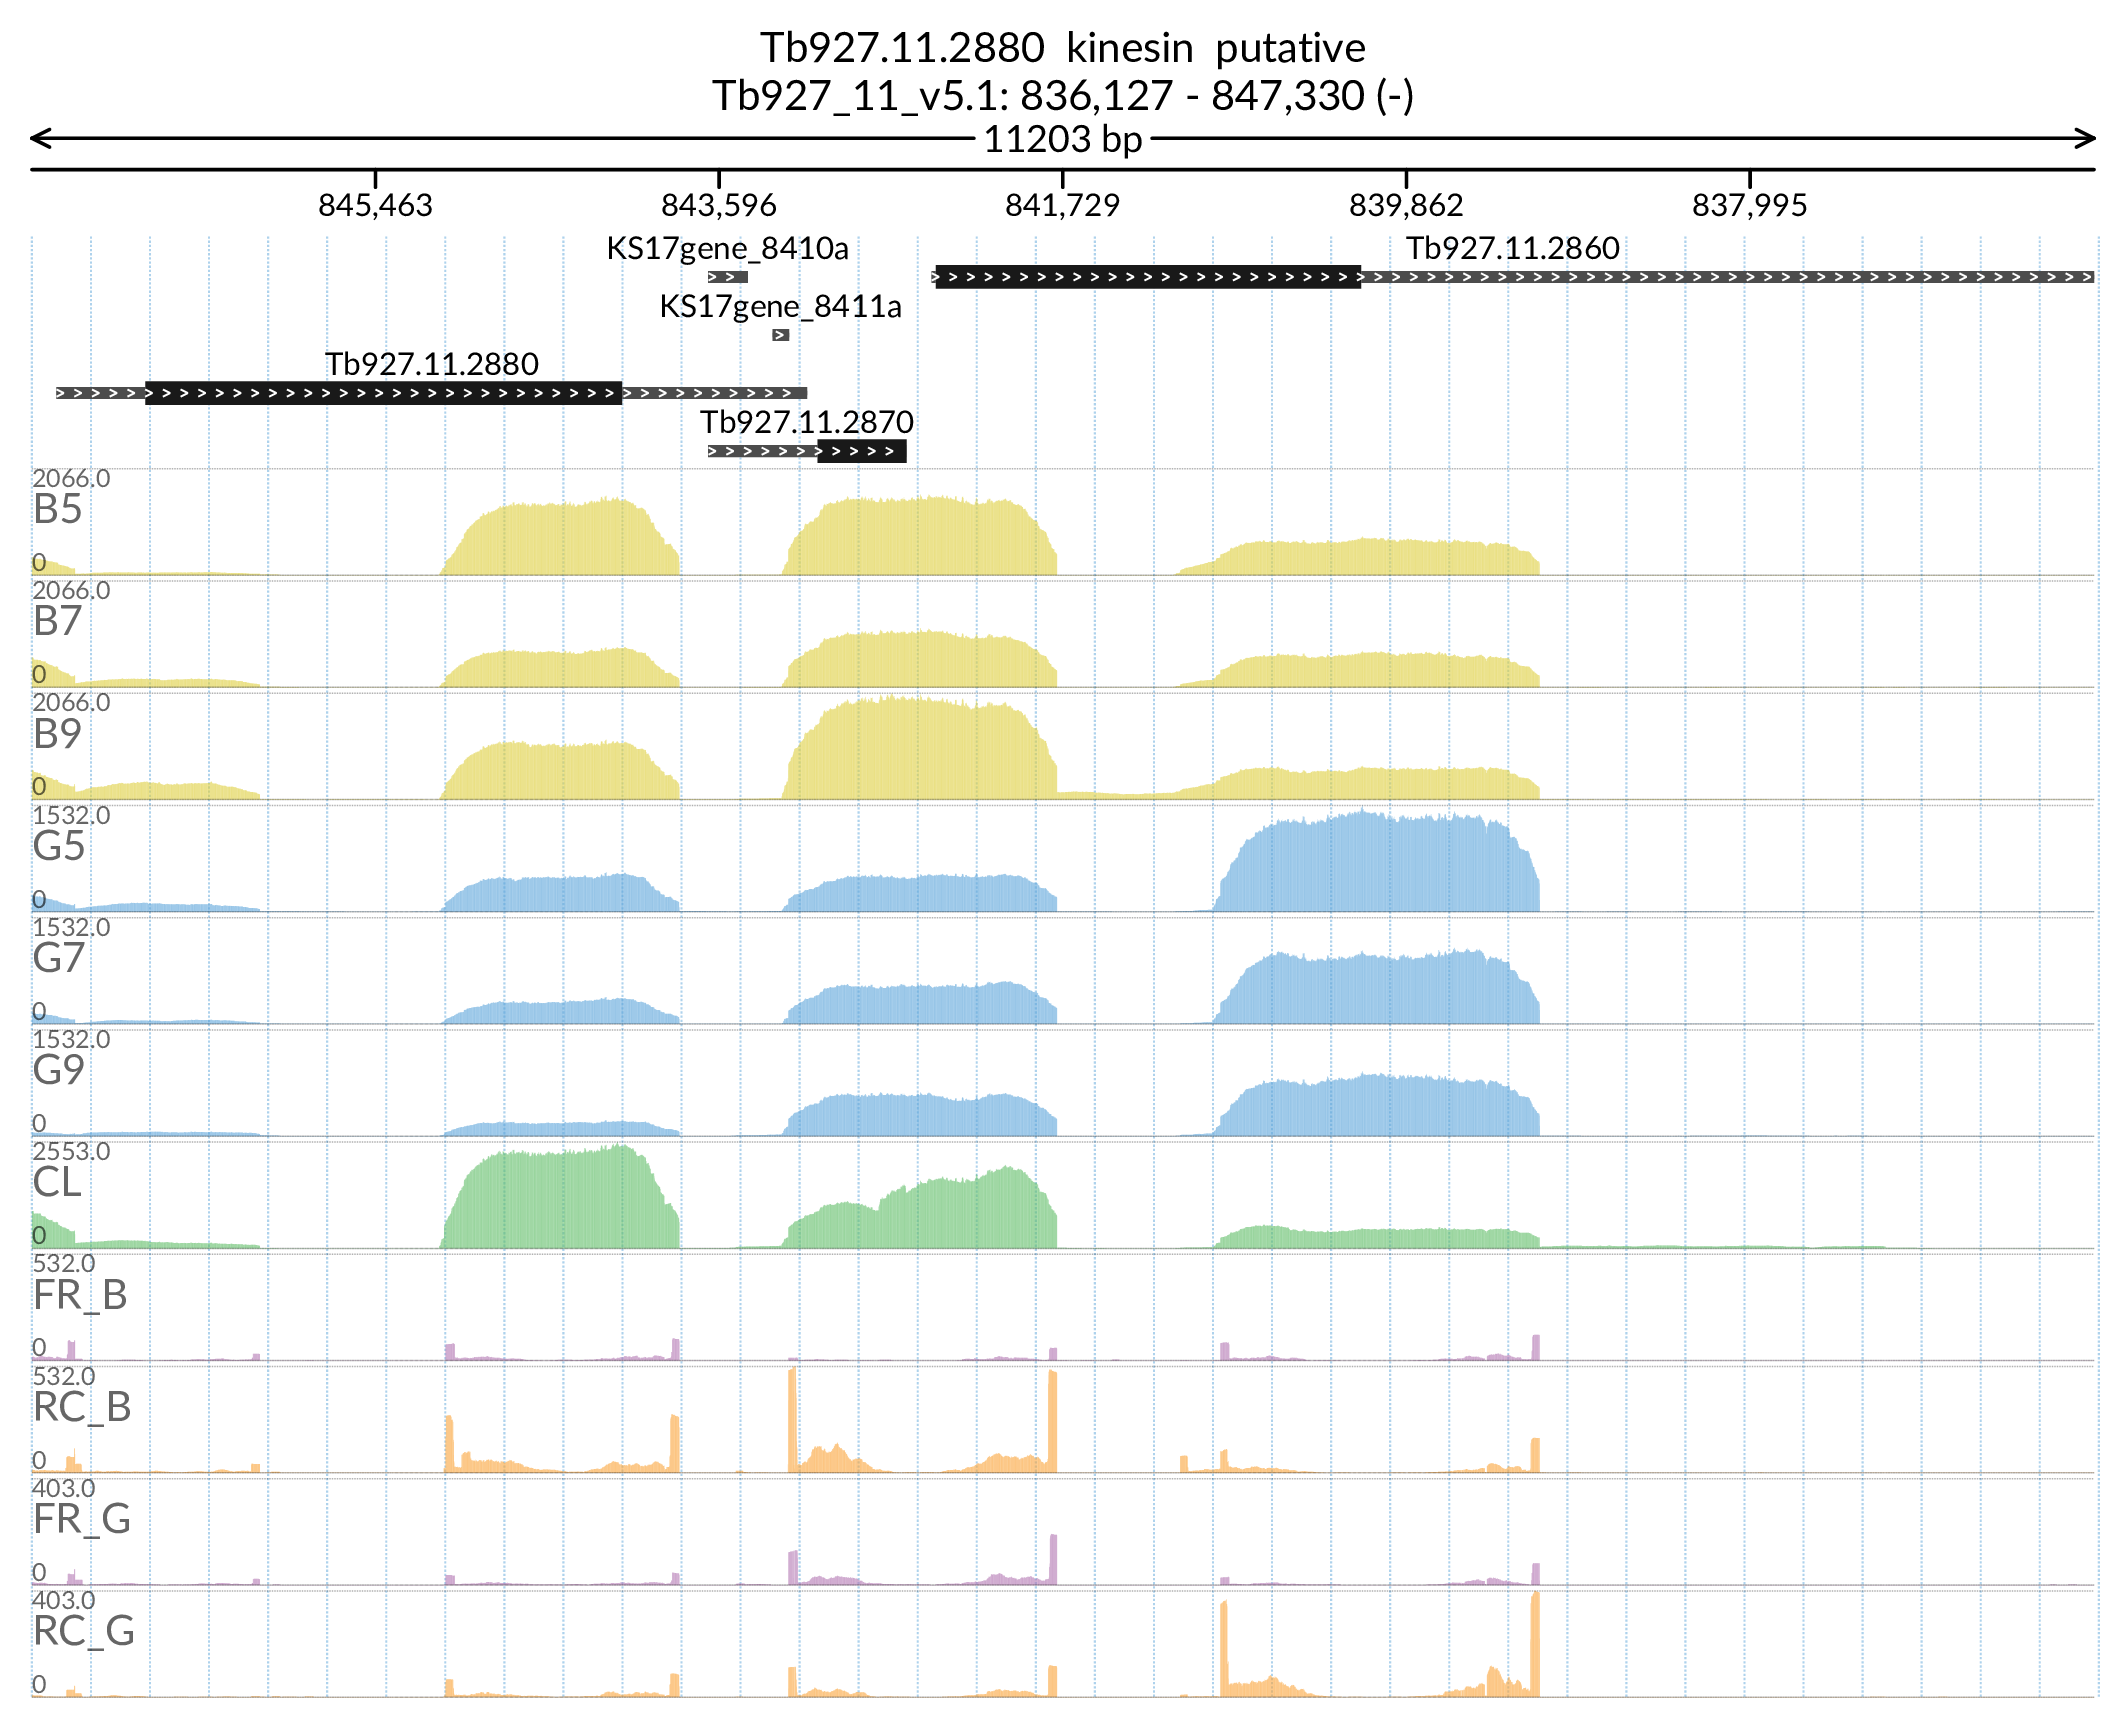 Tb927.11.2880 kinesin putative
Tb927_11_v5.1: 836,127 - 847,330 (-)
11203 bp
845,463 843,596 841,729 839,862 837,995
KS17gene_8410a Tb927.11.2860
KS17gene_8411a
Tb927.11.2880
Tb927.11.2870
2066.0
B5
0
2066.0
B7
0
2066.0
B9
0
1532.0
G5
0
1532.0
G7
0
1532.0
G9
0
2553.0
CL
0
532.0
FR_B
0
532.0
RC_B
0
403.0
FR_G
0
403.0
RC_G
0